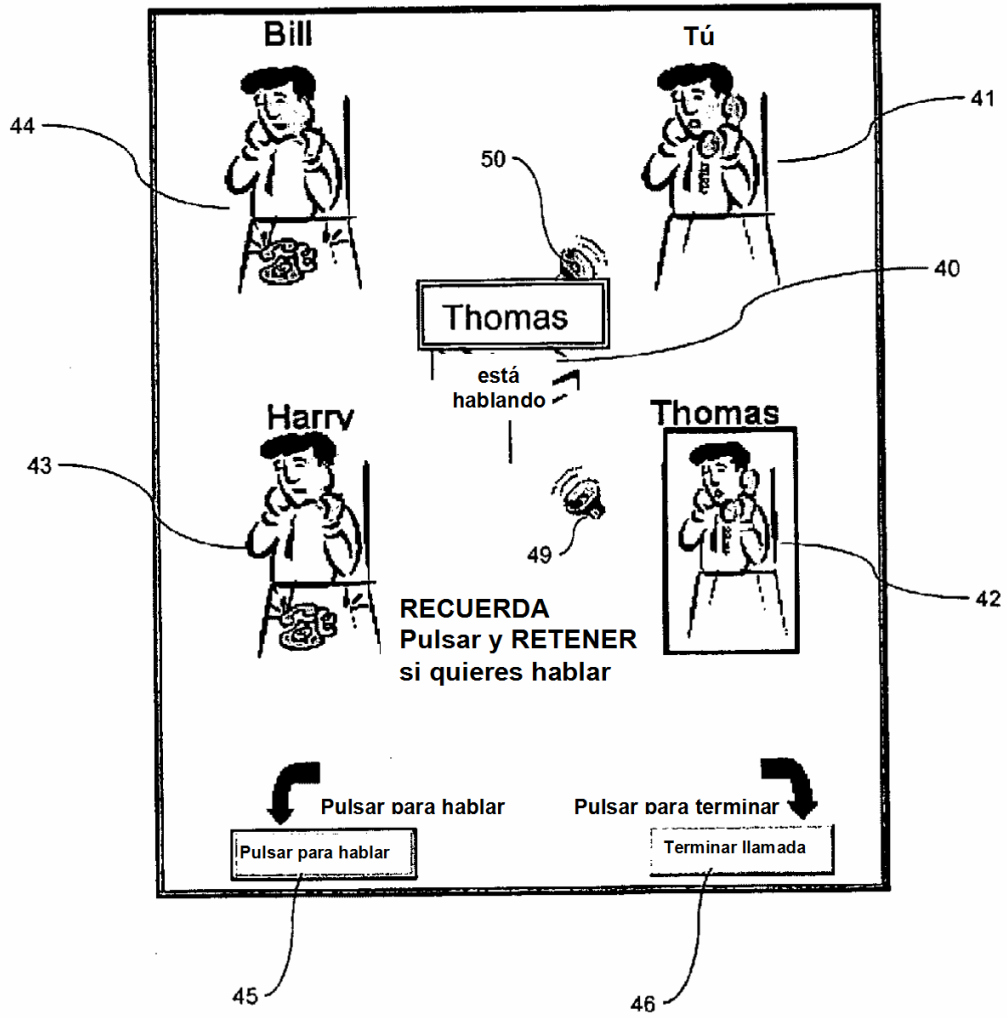 Bill
Tú
44
41
50
40
Thomas
está
hablando
Harry
Thomas
43
49
42
RECUERDA
Pulsar y RETENER
si quieres hablar
Pulsar para hablar
Pulsar para terminar
Pulsar para hablar
Terminar llamada
45
46